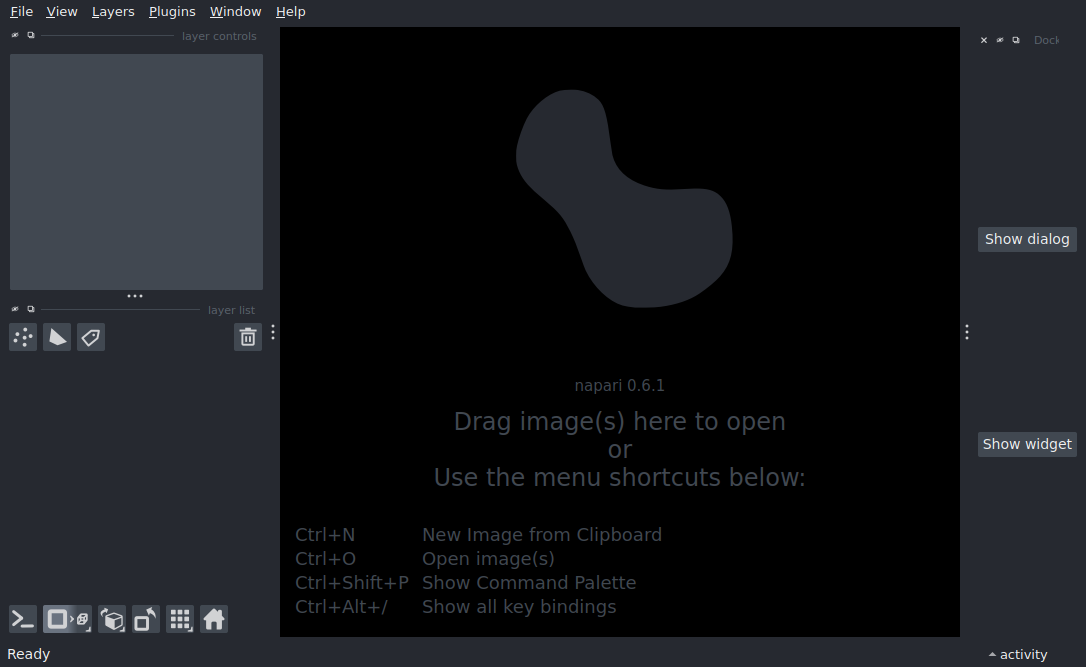 File View Layers Plugins Window Help
layer controls
layer list
napari 0.6.1
Drag image(s) here to open
or
Use the menu shortcuts below:
Ctrl+N New Image from Clipboard
Ctrl+O Open image(s)
Ctrl+Shift+P Show Command Palette
Ctrl+Alt+/ Show all key bindings
Dock
Show dialog
Show widget
Ready
activity